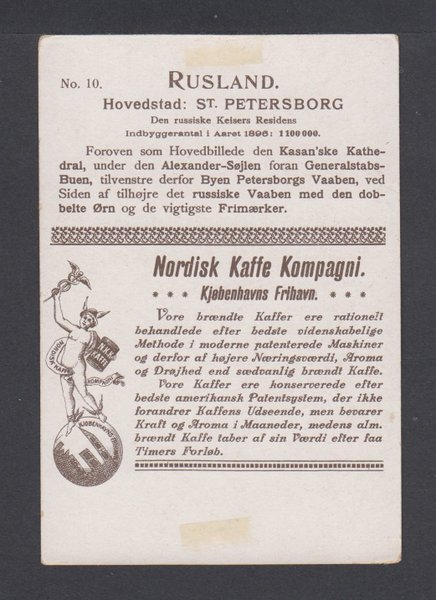 No. 10.
RUSLAND.
Hovedstad: ST. PETERSBORG
Den russiske Keisers Residens
Indbyggerantal i Aaret 1896: 1100000.
Foroven som Hovedbillede den Kasan'ske Kathe-
dral, under den Alexander-Søjlen foran Generalstabs-
Buen, tilvenstre derfor Byen Petersborgs Vaaben, ved
Siden af tilhøjre det russiske Vaaben med den dob-
belte Ørn og de vigtigste Frimærker.
Nordisk Kaffe Kompagni.
Kjøbenhavns Frihavn.
Vore brændte Kaffer ere rationelt
behandlede efter bedste videnskabelige
Methode i moderne patenterede Maskiner
og derfor af højere Næringsværdi, Aroma
og Drøjhed end sædvanlig brændt Kaffe.
Vore Kaffer ere konserverede efter
bedste amerikansk Patentsystem, der ikke
forandrer Kaffens Udseende, men bevarer
Kraft og Aroma i Maaneder, medens alm.
brændt Kaffe taber af sin Værdi efter faa
Timers Forløb.
NORDISK KAFFE
KOMPAGNI
KJØBENHAVNS